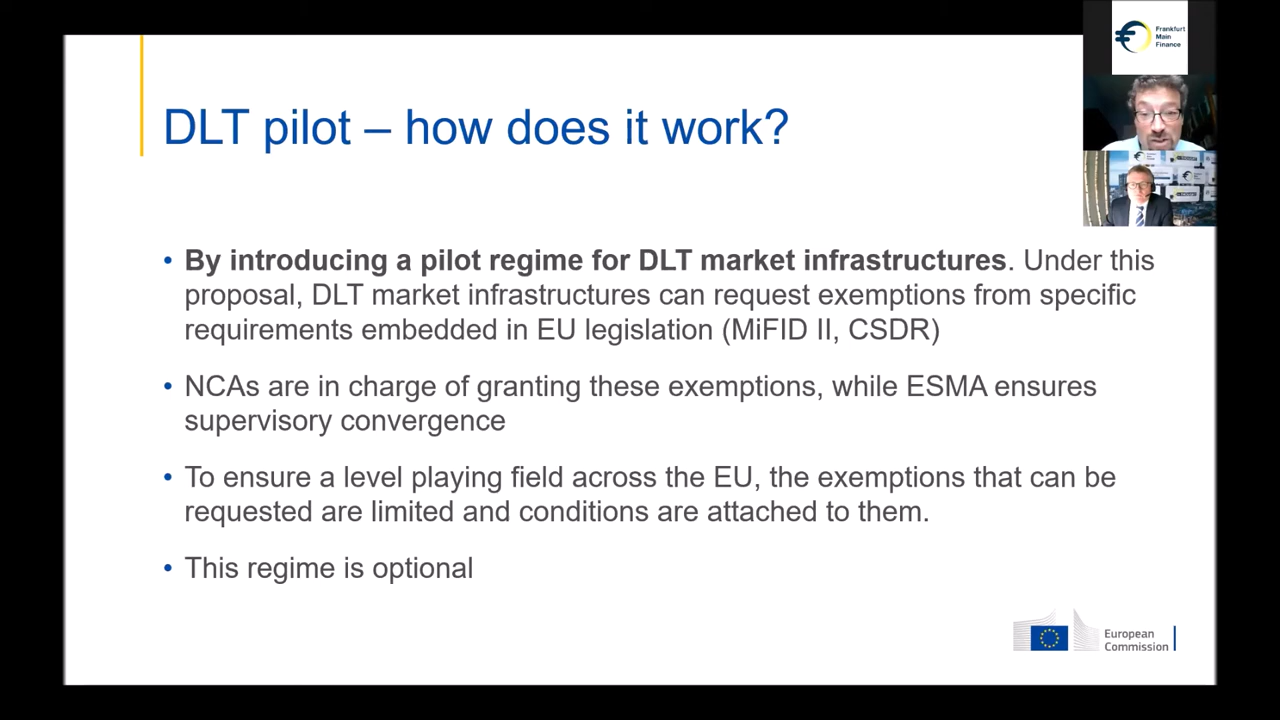 Frankfurt
Main
Finance
DLT pilot – how does it work?
• By introducing a pilot regime for DLT market infrastructures. Under this
proposal, DLT market infrastructures can request exemptions from specific
requirements embedded in EU legislation (MiFID II, CSDR)
• NCAs are in charge of granting these exemptions, while ESMA ensures
supervisory convergence
• To ensure a level playing field across the EU, the exemptions that can be
requested are limited and conditions are attached to them.
• This regime is optional
European
Commission